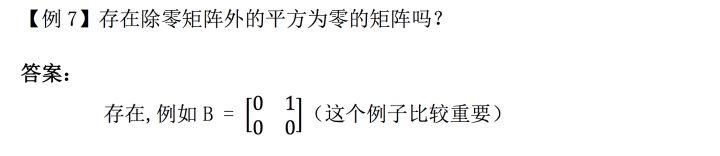 【例 7】存在除零矩阵外的平方为零的矩阵吗？
答案：
存在,例如 B = [0 1
0 0]（这个例子比较重要）